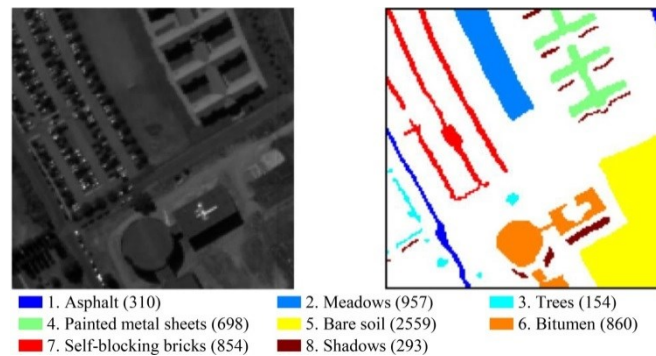 1. Asphalt (310) 2. Meadows (957) 3. Trees (154)
4. Painted metal sheets (698) 5. Bare soil (2559) 6. Bitumen (860)
7. Self-blocking bricks (854) 8. Shadows (293)